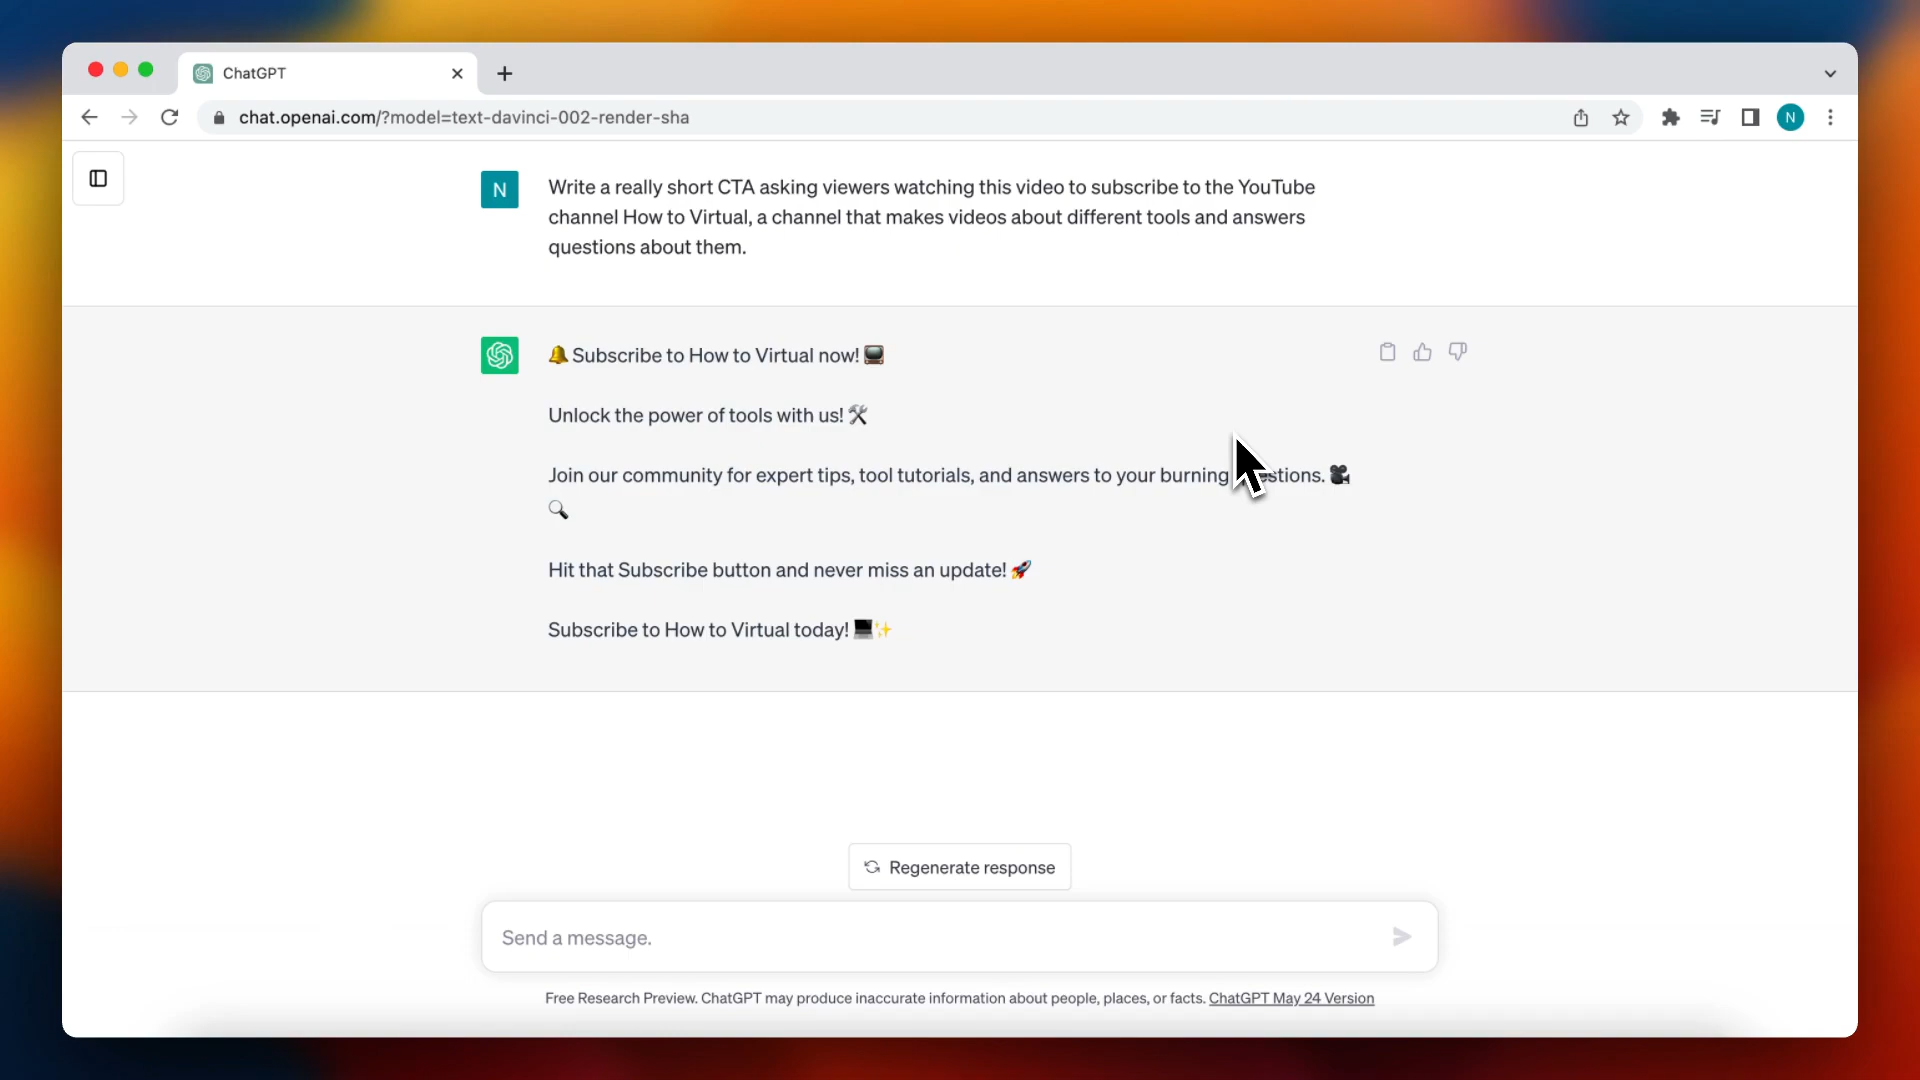 ChatGPT
chat.openai.com/?model=text-davinci-002-render-sha
N
N
Write a really short CTA asking viewers watching this video to subscribe to the YouTube
channel How to Virtual, a channel that makes videos about different tools and answers
questions about them.
🔔 Subscribe to How to Virtual now! 📺
Unlock the power of tools with us! 🛠️
Join our community for expert tips, tool tutorials, and answers to your burning 🎥
🔍
Hit that Subscribe button and never miss an update! 🚀
Subscribe to How to Virtual today! 💻✨
Regenerate response
Send a message.
Free Research Preview. ChatGPT may produce inaccurate information about people, places, or facts. ChatGPT May 24 Version